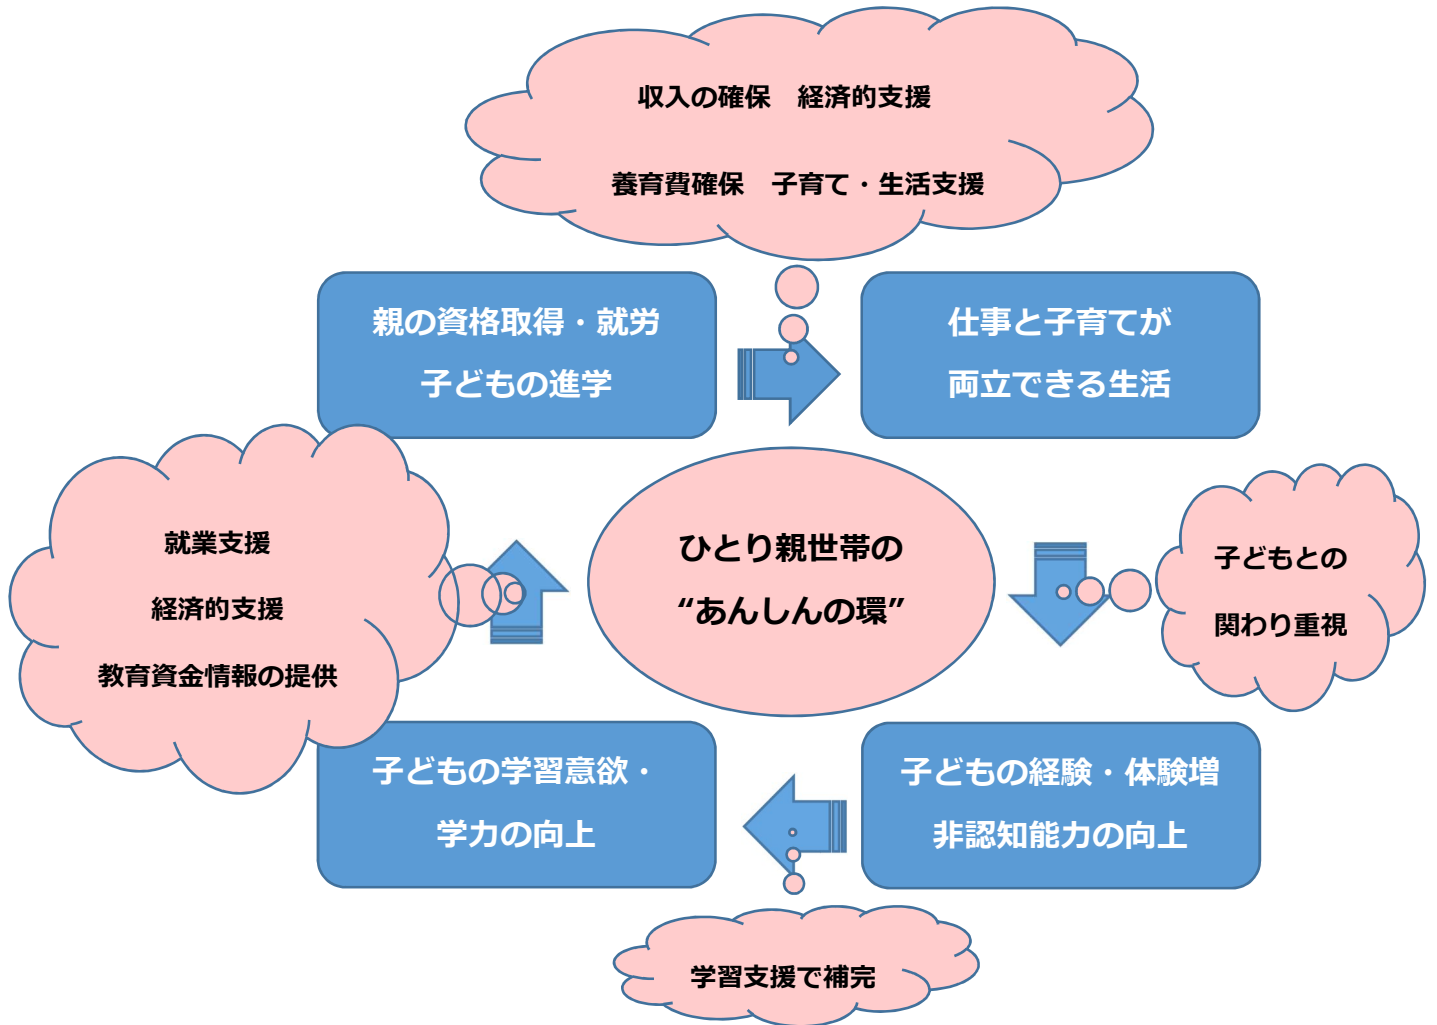 収入の確保　経済的支援
養育費確保　子育て・生活支援
親の資格取得・就労
子どもの進学
仕事と子育てが
両立できる生活
就業支援
経済的支援
教育資金情報の提供
ひとり親世帯の
“あんしんの環”
子どもとの
関わり重視
子どもの学習意欲・
学力の向上
子どもの経験・体験増
非認知能力の向上
学習支援で補完